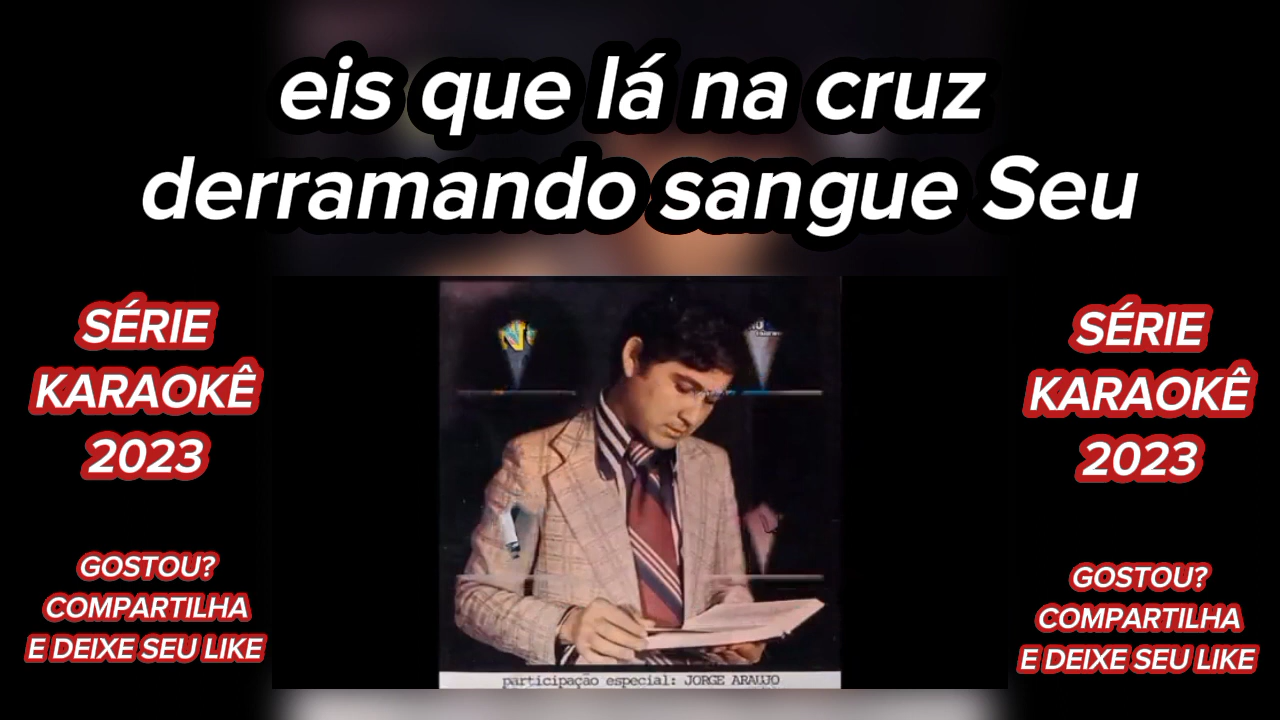 eis que lá na cruz
derramando sangue Seu
SÉRIE
KARAOKÊ
2023
GOSTOU?
COMPARTILHA
E DEIXE SEU LIKE
SÉRIE
KARAOKÊ
2023
GOSTOU?
COMPARTILHA
E DEIXE SEU LIKE
participação especial: JORGE ARAUJO